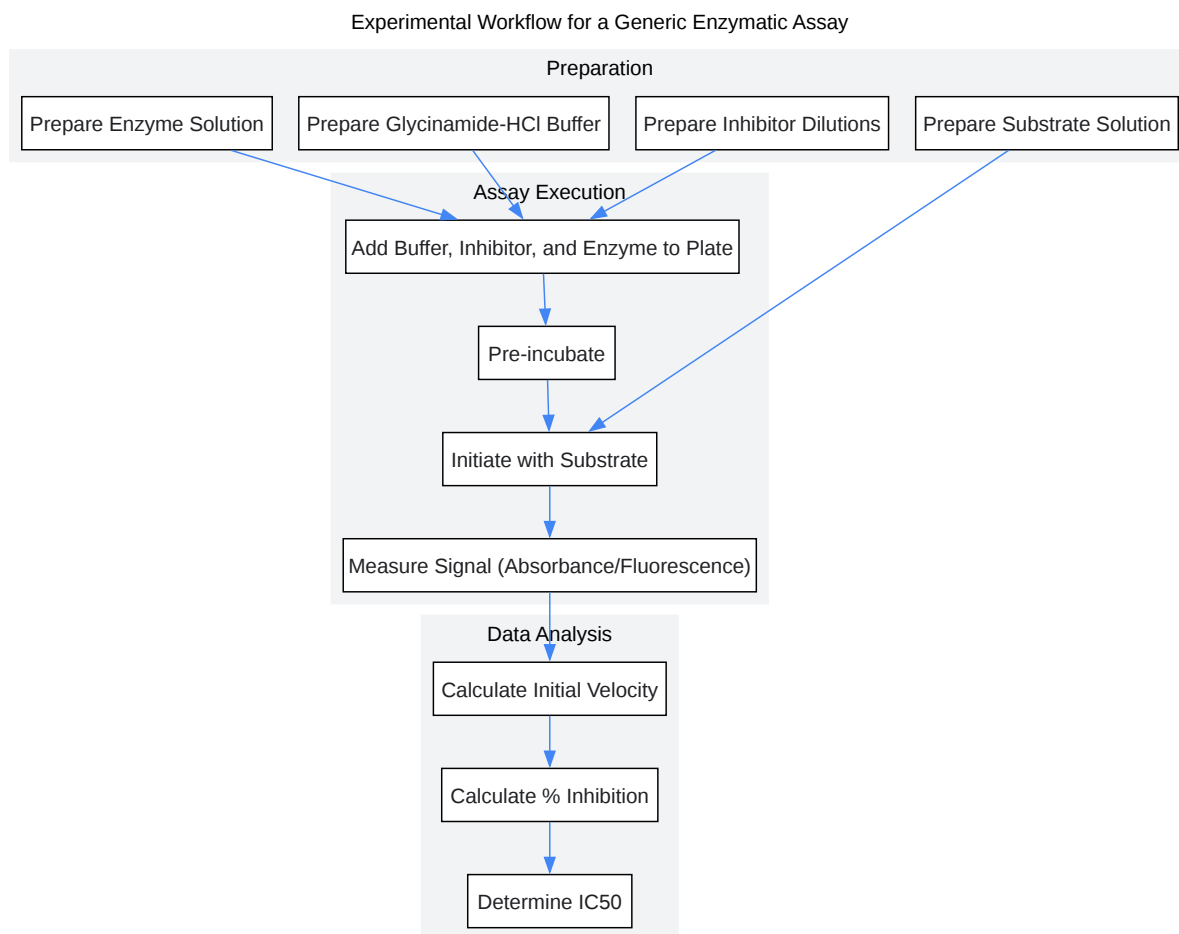 Experimental Workflow for a Generic Enzymatic Assay
Preparation
Prepare Enzyme Solution
Prepare Glycinamide-HCl Buffer
Prepare Inhibitor Dilutions
Prepare Substrate Solution
Assay Execution
Add Buffer, Inhibitor, and Enzyme to Plate
Pre-incubate
Initiate with Substrate
Measure Signal (Absorbance/Fluorescence)
Data Analysis
Calculate Initial Velocity
Calculate % Inhibition
Determine IC50